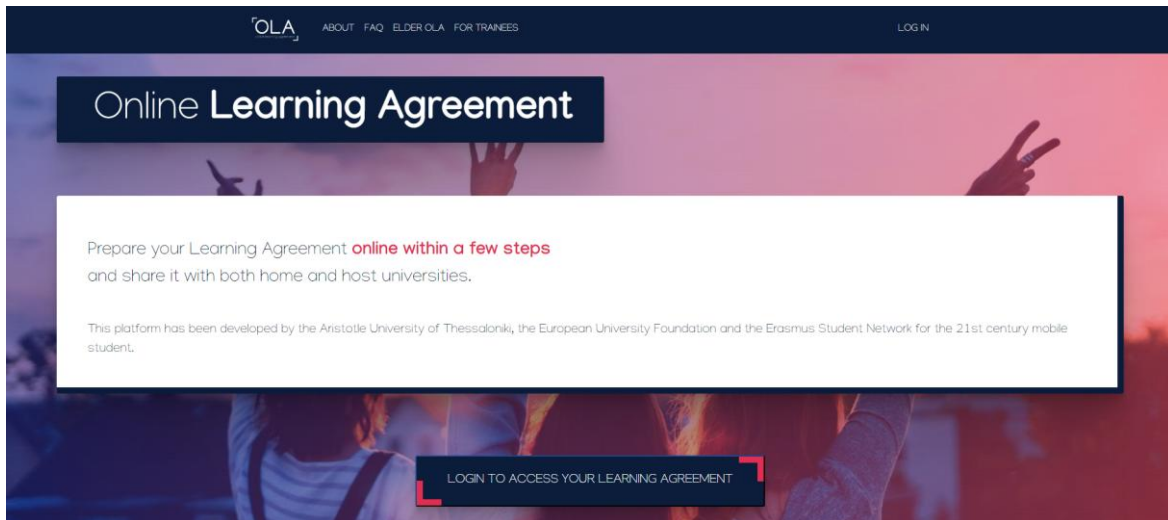 OLA
ABOUT FAQ ELDER OLA FOR TRAINEES
LOG IN
Online Learning Agreement
Prepare your Learning Agreement online within a few steps
and share it with both home and host universities.
This platform has been developed by the Aristotle University of Thessaloniki, the European University Foundation and the Erasmus Student Network for the 21st century mobile
student.
LOGIN TO ACCESS YOUR LEARNING AGREEMENT